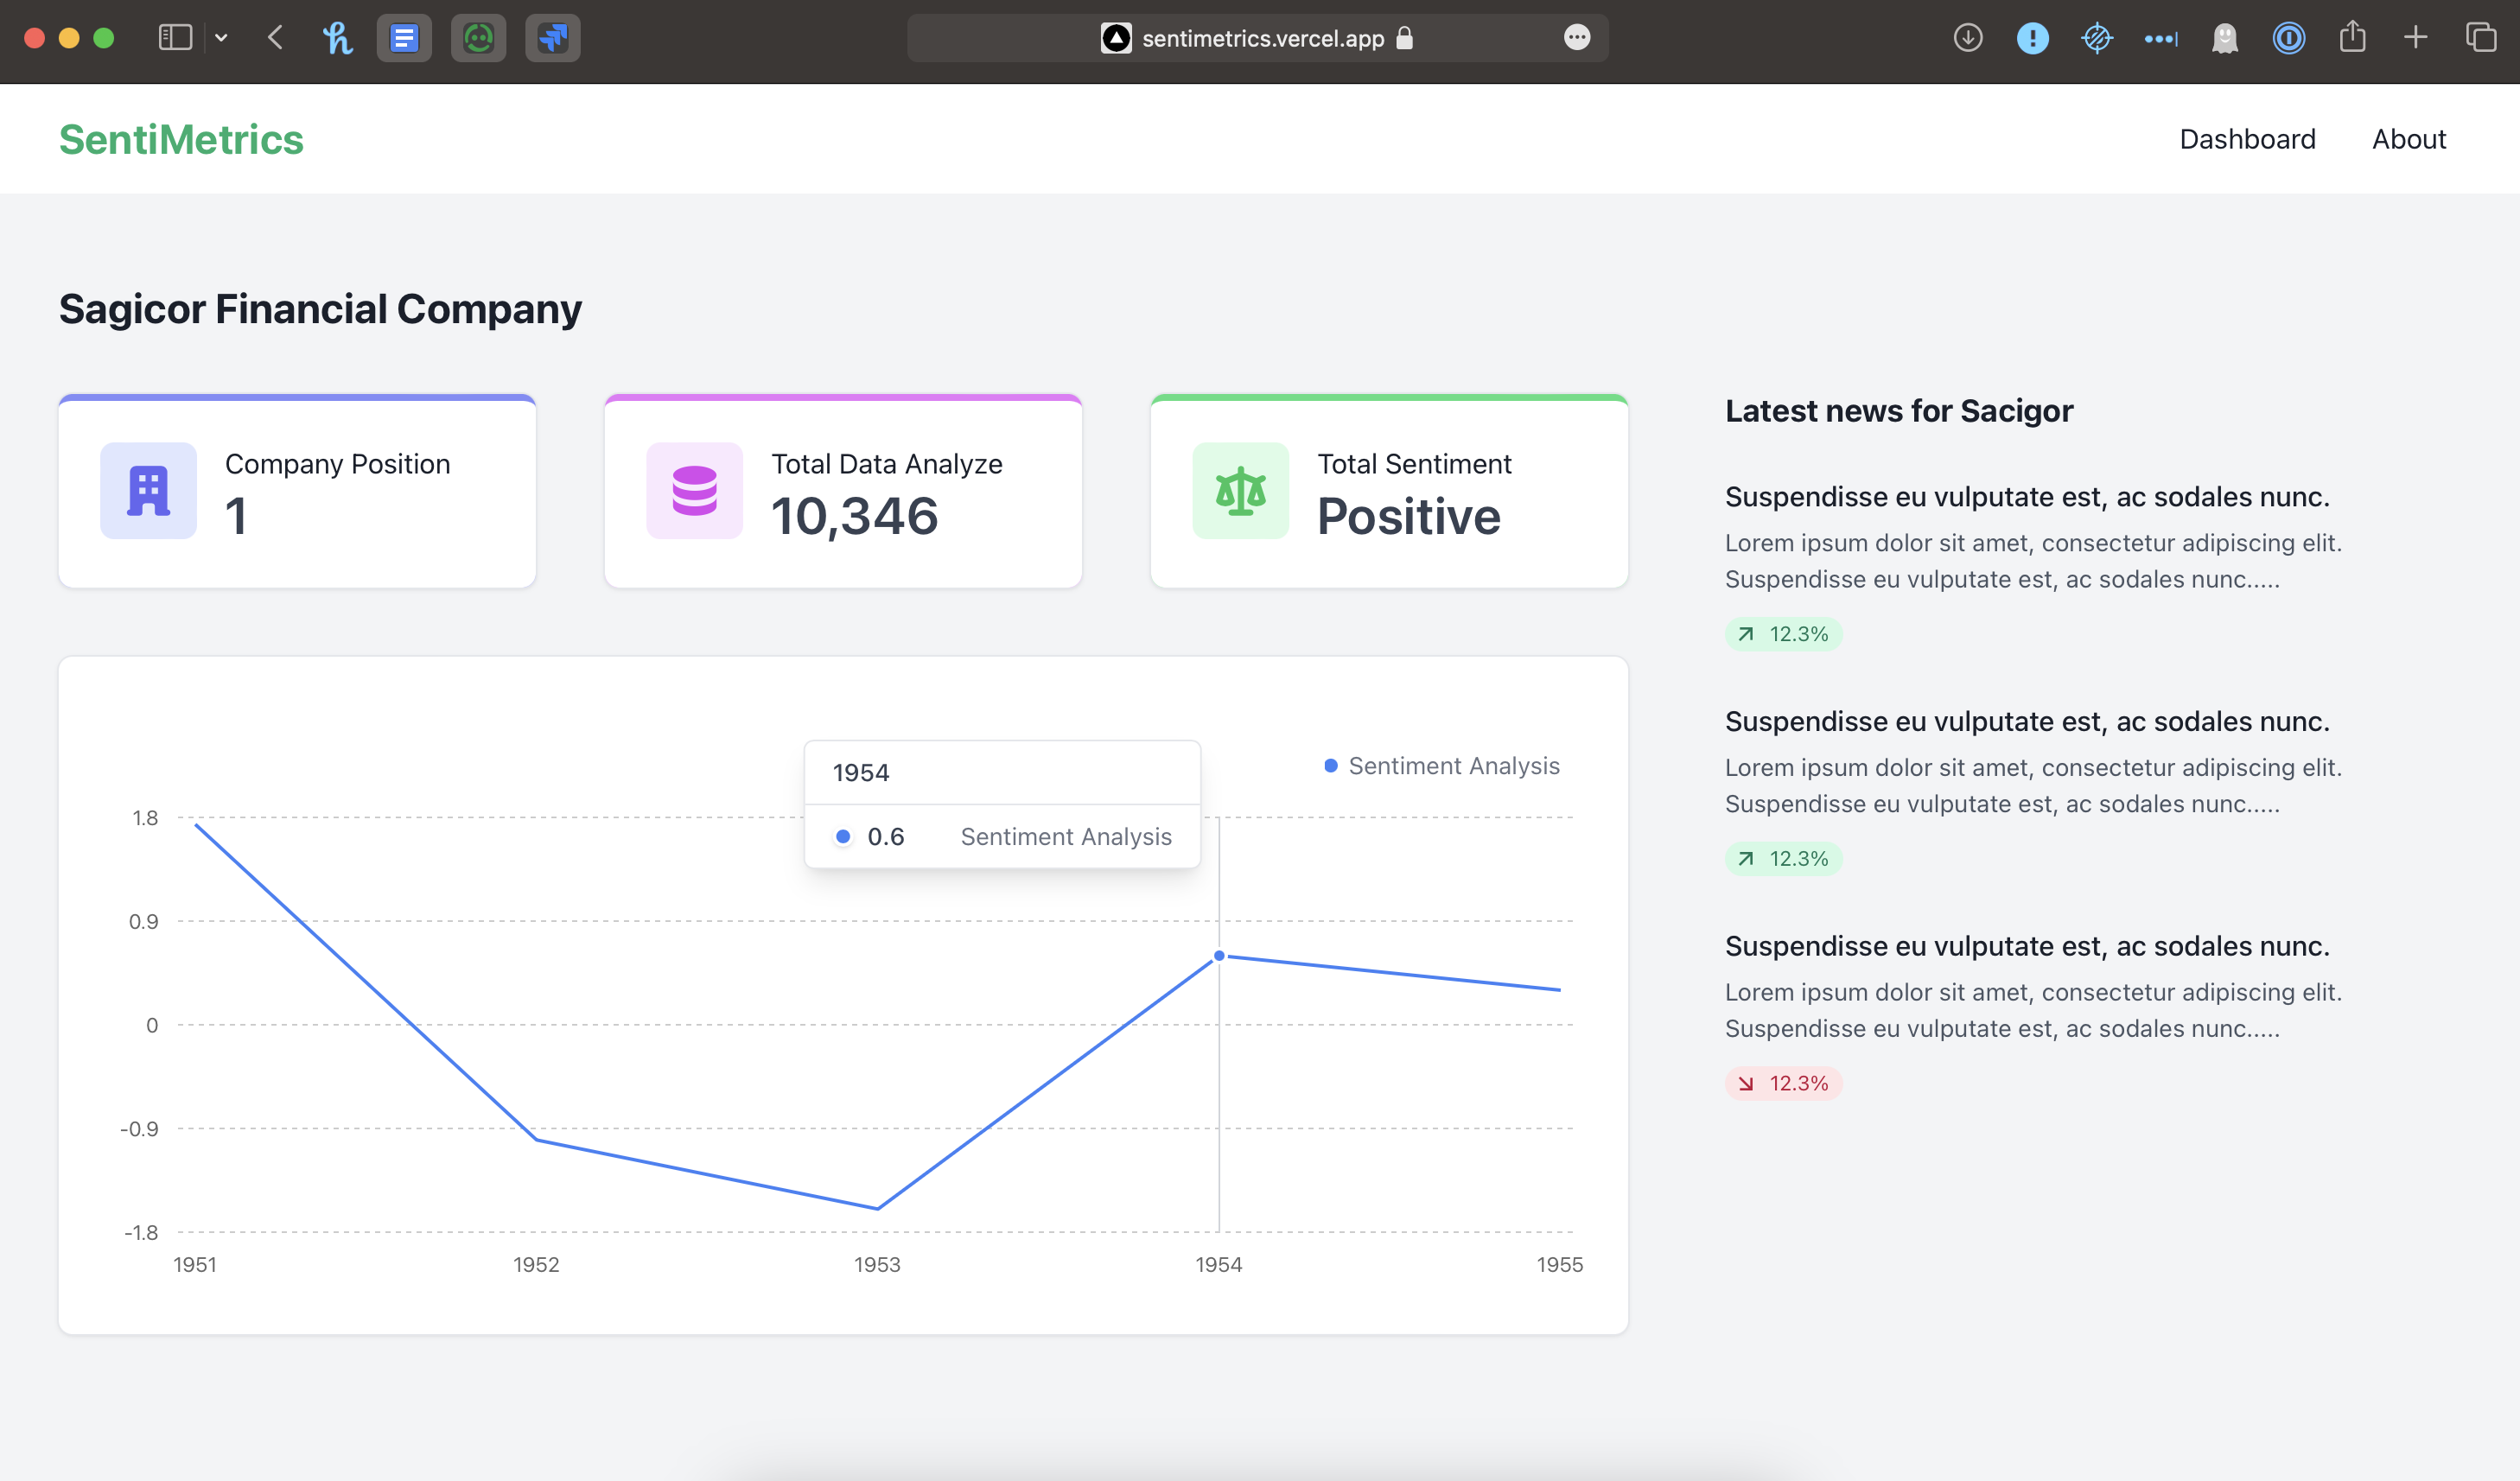 sentimetrics.vercel.app
SentiMetrics
Dashboard
About
Sagicor Financial Company
Company Position
1
Total Data Analyze
10,346
Total Sentiment
Positive
1954
0.6 Sentiment Analysis
Sentiment Analysis
1.8
0.9
0
-0.9
-1.8
1951 1952 1953 1954 1955
Latest news for Sacigor
Suspendisse eu vulputate est, ac sodales nunc.
Lorem ipsum dolor sit amet, consectetur adipiscing elit.
Suspendisse eu vulputate est, ac sodales nunc.....
12.3%
Suspendisse eu vulputate est, ac sodales nunc.
Lorem ipsum dolor sit amet, consectetur adipiscing elit.
Suspendisse eu vulputate est, ac sodales nunc.....
12.3%
Suspendisse eu vulputate est, ac sodales nunc.
Lorem ipsum dolor sit amet, consectetur adipiscing elit.
Suspendisse eu vulputate est, ac sodales nunc.....
12.3%